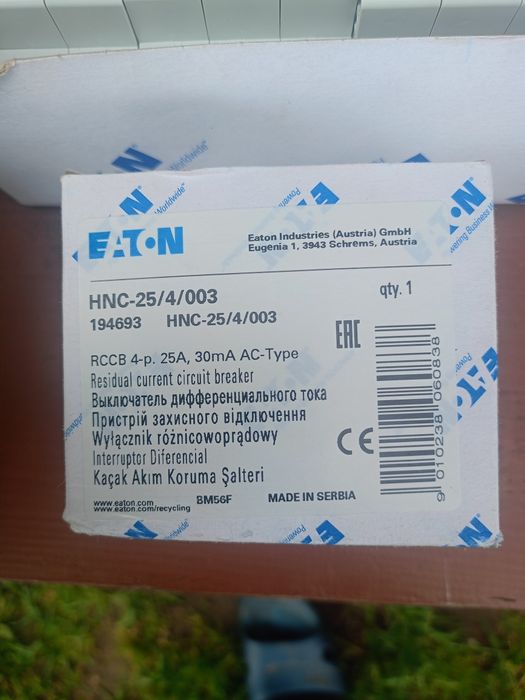 Worldwide™
EATON
Eaton Industries (Austria) GmbH
Eugenia 1, 3943 Schrems, Austria
HNC-25/4/003
qty. 1
194693 HNC-25/4/003
EAC
RCCB 4-p. 25A, 30mA AC-Type
Residual current circuit breaker
Выключатель дифференциального тока
Пристрій захисного відключення
Wyłącznik różnicowoprądowy
Interruptor Diferencial
Kaçak Akım Koruma Şalteri
CE
9010238060838
www.eaton.com
www.eaton.com/recycling
BM56F
MADE IN SERBIA